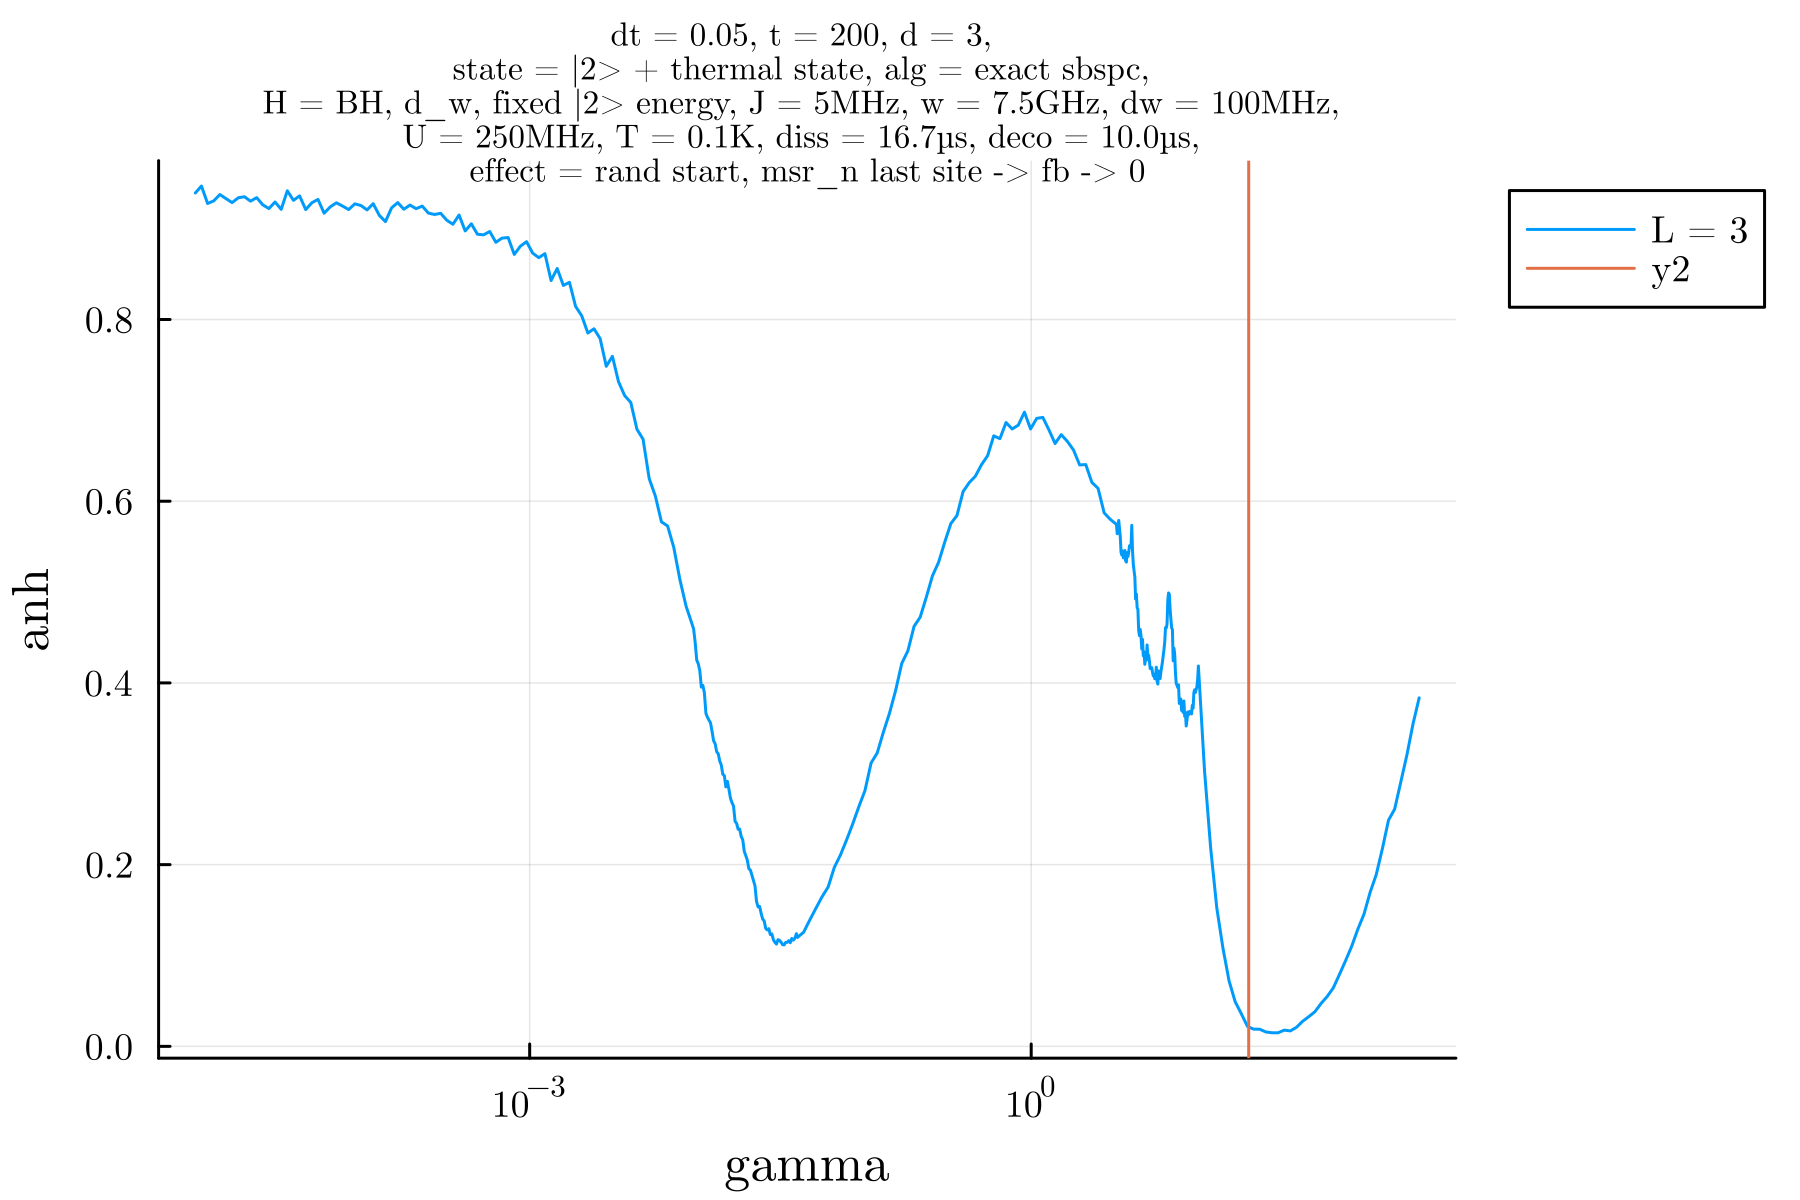 dt = 0.05, t = 200, d = 3,
state = |2> + thermal state, alg = exact sbspc,
H = BH, d_w, fixed |2> energy, J = 5MHz, w = 7.5GHz, dw = 100MHz,
U = 250MHz, T = 0.1K, diss = 16.7µs, deco = 10.0µs,
effect = rand start, msr_n last site -> fb -> 0
L = 3
y2
0.8
0.6
0.4
0.2
0.0
anh
10⁻³ 10⁰
gamma